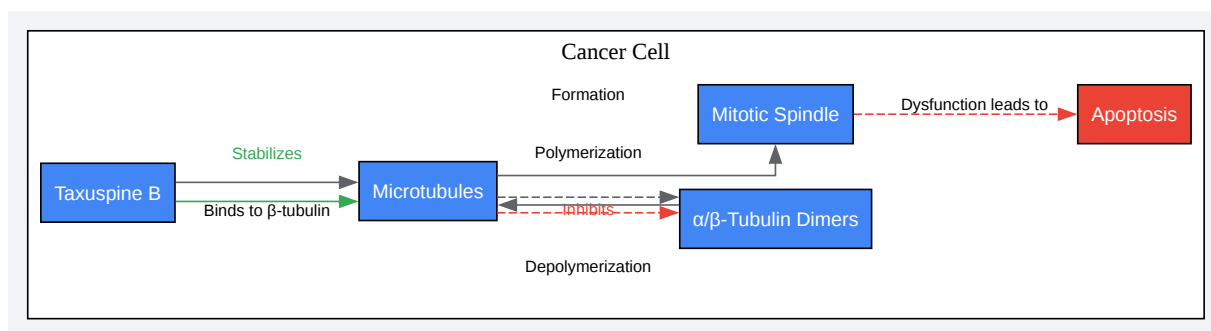 Cancer Cell
Formation
Mitotic Spindle
Dysfunction leads to
Apoptosis
Stabilizes
Polymerization
Taxuspine B
Microtubules
Binds to β-tubulin
Inhibits
α/β-Tubulin Dimers
Depolymerization